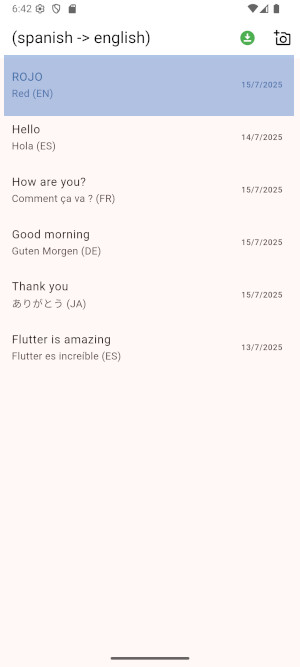 6:42
(spanish -> english)
ROJO
Red (EN)
15/7/2025
Hello
Hola (ES)
14/7/2025
How are you?
Comment ça va ? (FR)
15/7/2025
Good morning
Guten Morgen (DE)
15/7/2025
Thank you
ありがとう (JA)
15/7/2025
Flutter is amazing
Flutter es increíble (ES)
13/7/2025